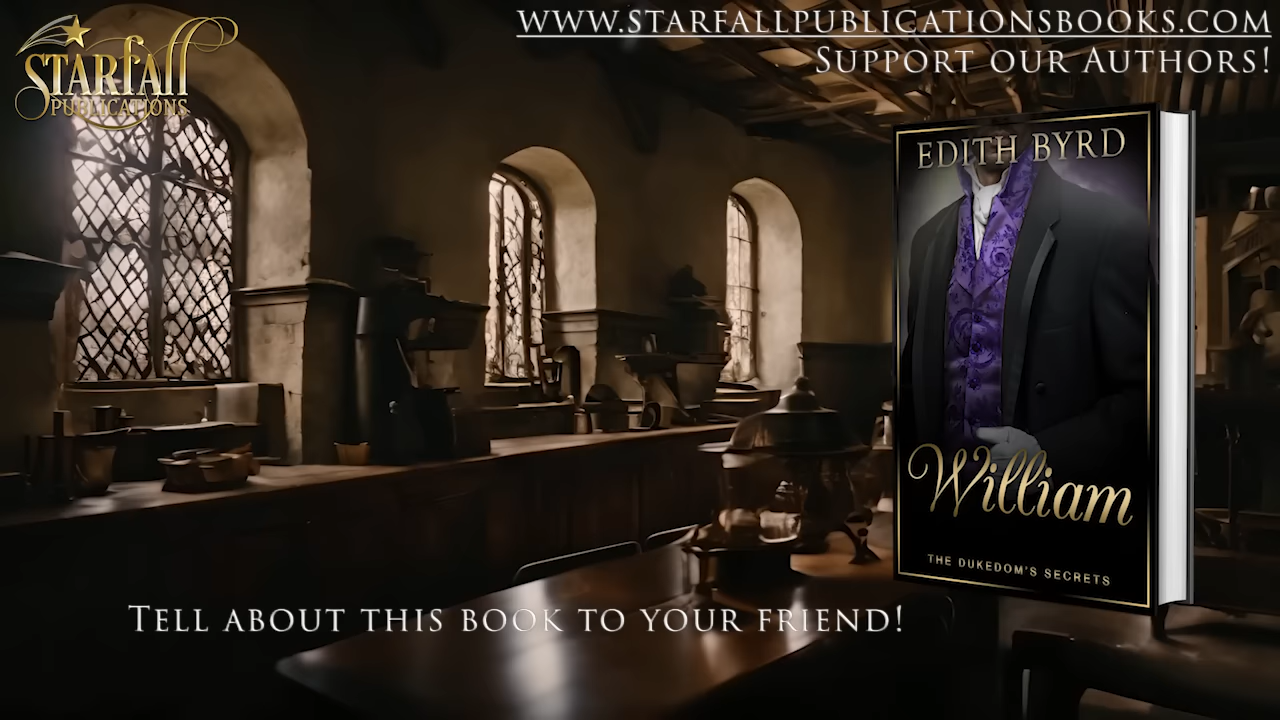 STARfall
PUBLICATIONS
WWW.STARFALLPUBLICATIONSBOOKS.COM
SUPPORT OUR AUTHORS!
EDITH BYRD
William
THE DUKEDOM'S SECRETS
TELL ABOUT THIS BOOK TO YOUR FRIEND!